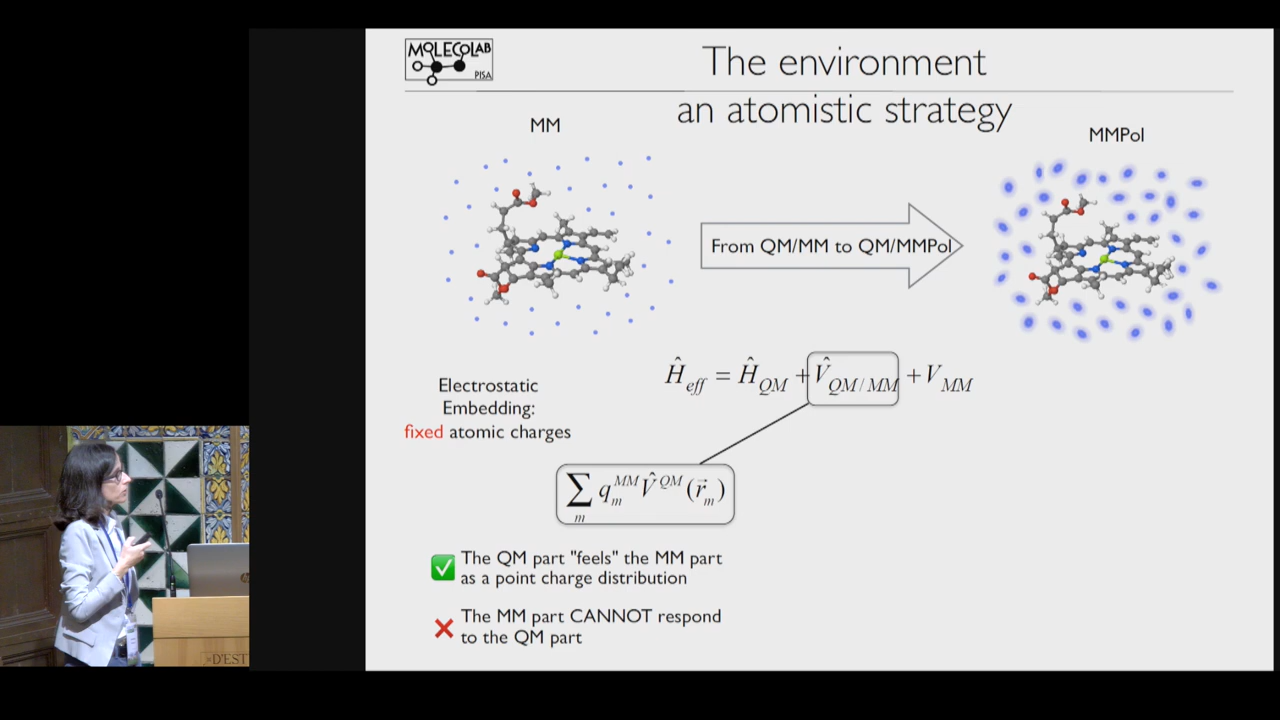 MOLECOLAB
PISA
The environment
an atomistic strategy
MM
MMPol
From QM/MM to QM/MMPol
Ĥ_eff = Ĥ_QM + V̂_QM/MM + V_MM
Electrostatic
Embedding:
fixed atomic charges
∑_m q_m^MM V̂^QM (r⃗_m)
✅ The QM part "feels" the MM part
as a point charge distribution
❌ The MM part CANNOT respond
to the QM part
D'EST